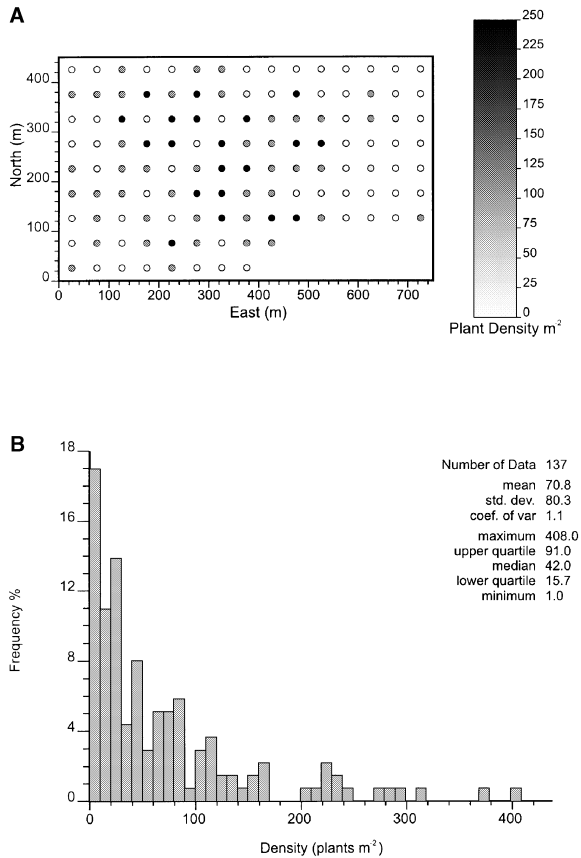 A
250
225
200
175
150
125
100
75
50
25
0
Plant Density m²
400
300
200
100
0
North (m)
0 100 200 300 400 500 600 700
East (m)
B
18
16
12
8
4
0
Frequency %
Number of Data 137
mean 70.8
std. dev. 80.3
coef. of var 1.1
maximum 408.0
upper quartile 91.0
median 42.0
lower quartile 15.7
minimum 1.0
0 100 200 300 400
Density (plants m⁻²)